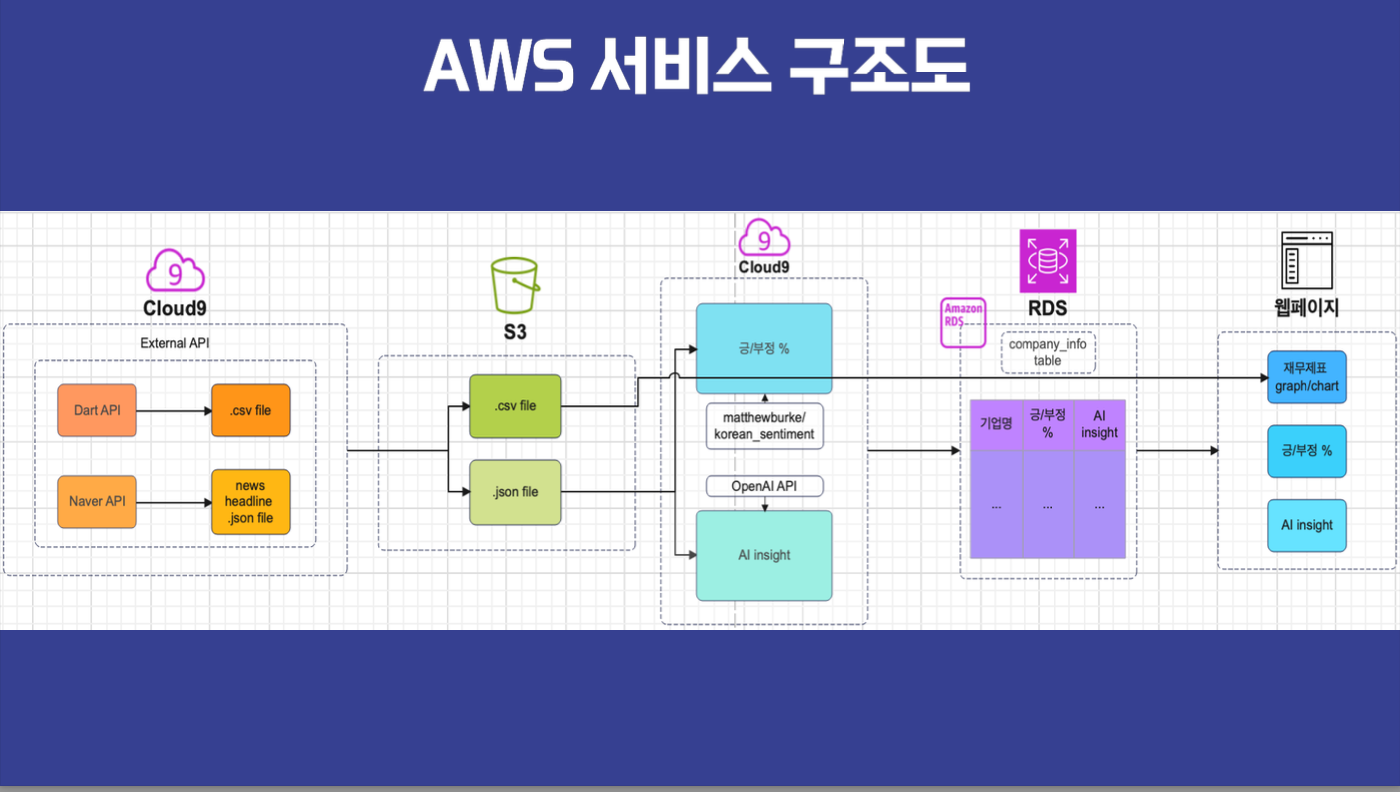 AWS 서비스 구조도
9
Cloud9
External API
Dart API
.csv file
Naver API
news
headline
.json file
S3
.csv file
.json file
9
Cloud9
긍/부정 %
matthewburke/
korean_sentiment
OpenAI API
AI insight
Amazon
RDS
RDS
company_info
table
기업명
긍/부정
%
AI
insight
...
...
...
웹페이지
재무제표
graph/chart
긍/부정 %
AI insight